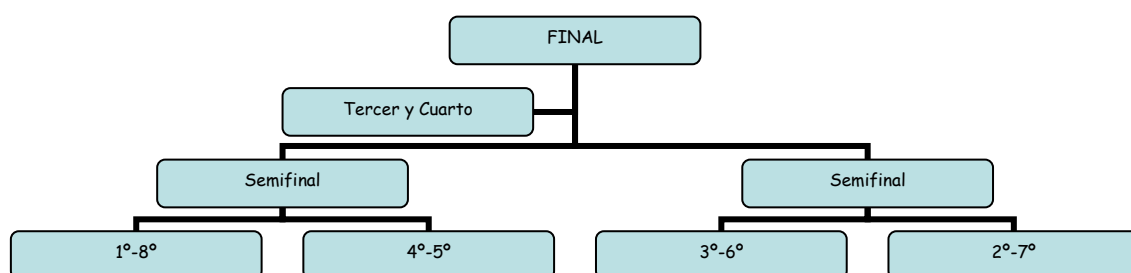 FINAL
Tercer y Cuarto
Semifinal
Semifinal
1º-8º
4º-5º
3º-6º
2º-7º